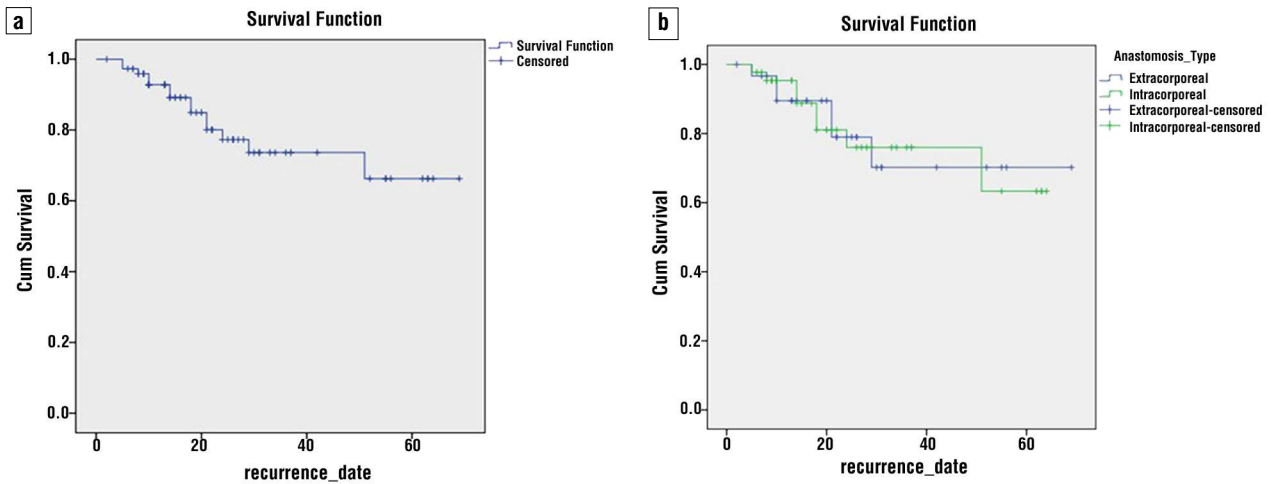 a
Survival Function
1.0
0.8
0.6
0.4
0.2
0.0
Cum Survival
0 20 40 60
recurrence_date
Survival Function
Censored
b
Survival Function
1.0
0.8
0.6
0.4
0.2
0.0
Cum Survival
0 20 40 60
recurrence_date
Anastomosis_Type
Extracorporeal
Intracorporeal
Extracorporeal-censored
Intracorporeal-censored